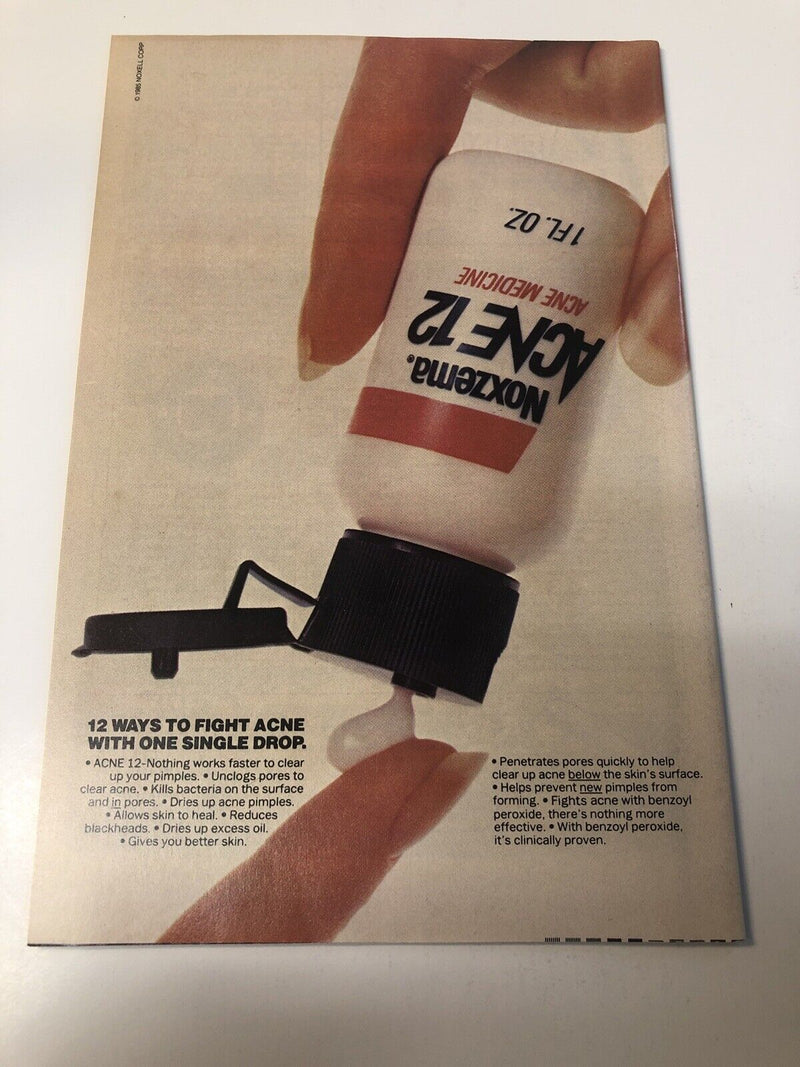 © 1985 NOXELL CORP
1 FL. OZ.
ACNE MEDICINE
ACNE 12
Noxzema®
12 WAYS TO FIGHT ACNE
WITH ONE SINGLE DROP.
• ACNE 12-Nothing works faster to clear
up your pimples. • Unclogs pores to
clear acne. • Kills bacteria on the surface
and in pores. • Dries up acne pimples.
• Allows skin to heal. • Reduces
blackheads. • Dries up excess oil.
• Gives you better skin.
• Penetrates pores quickly to help
clear up acne below the skin's surface.
• Helps prevent new pimples from
forming. • Fights acne with benzoyl
peroxide, there's nothing more
effective. • With benzoyl peroxide,
it's clinically proven.